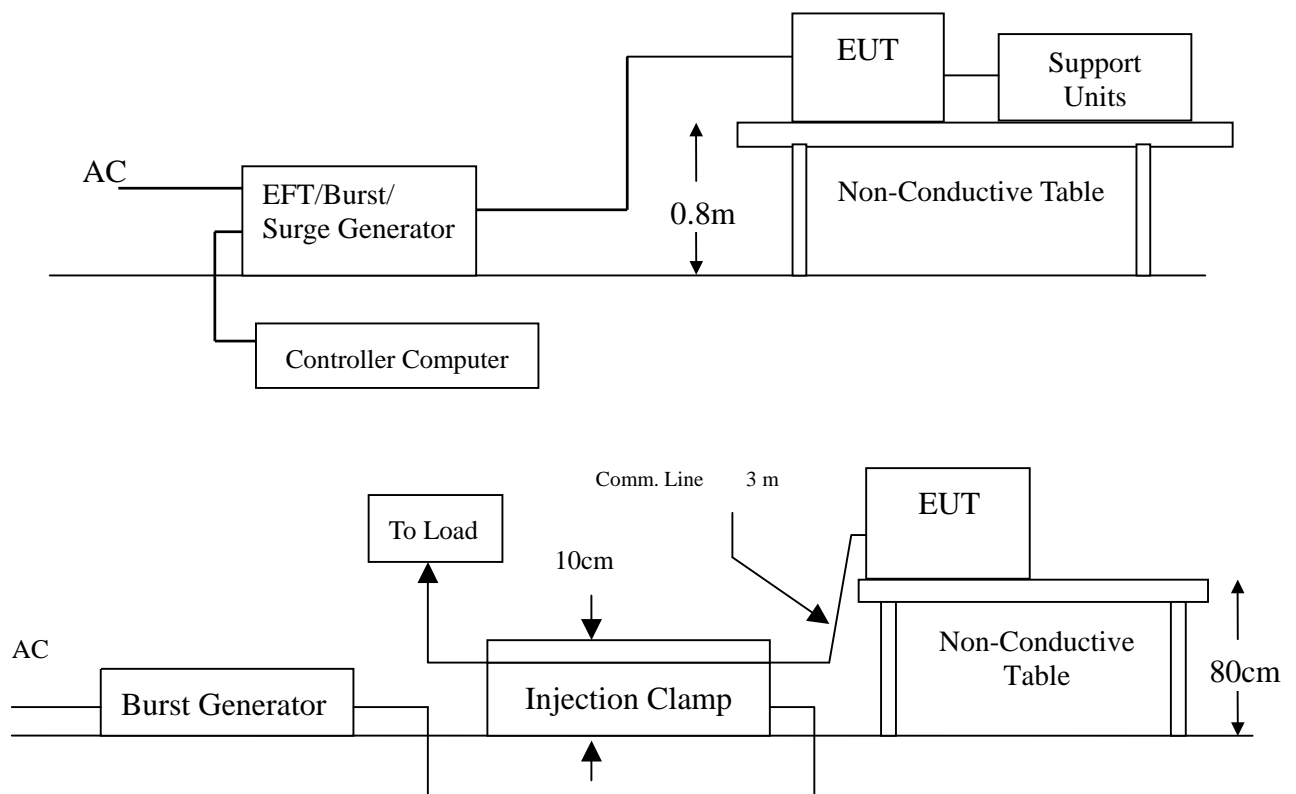 EUT
Support
Units
AC
EFT/Burst/
Surge Generator
0.8m
Non-Conductive Table
Controller Computer
Comm. Line 3 m
EUT
To Load
10cm
AC
Non-Conductive
Table
80cm
Burst Generator
Injection Clamp